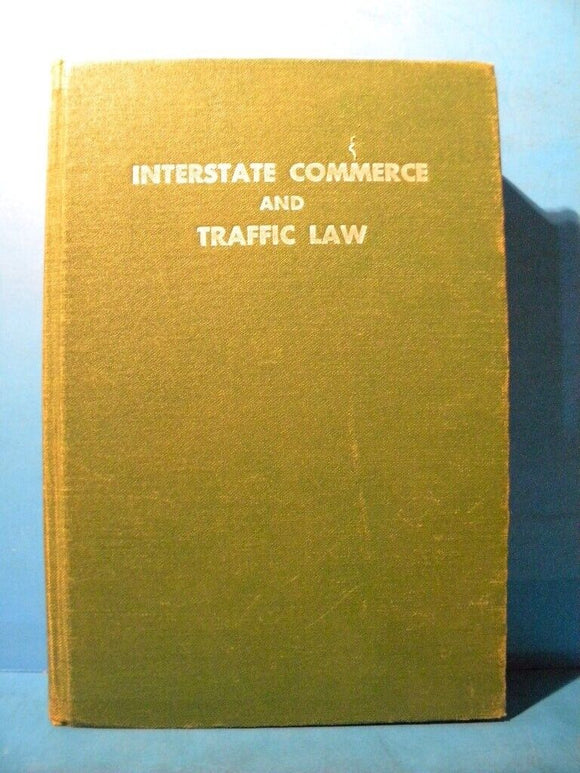 INTERSTATE COMMERCE
AND
TRAFFIC LAW